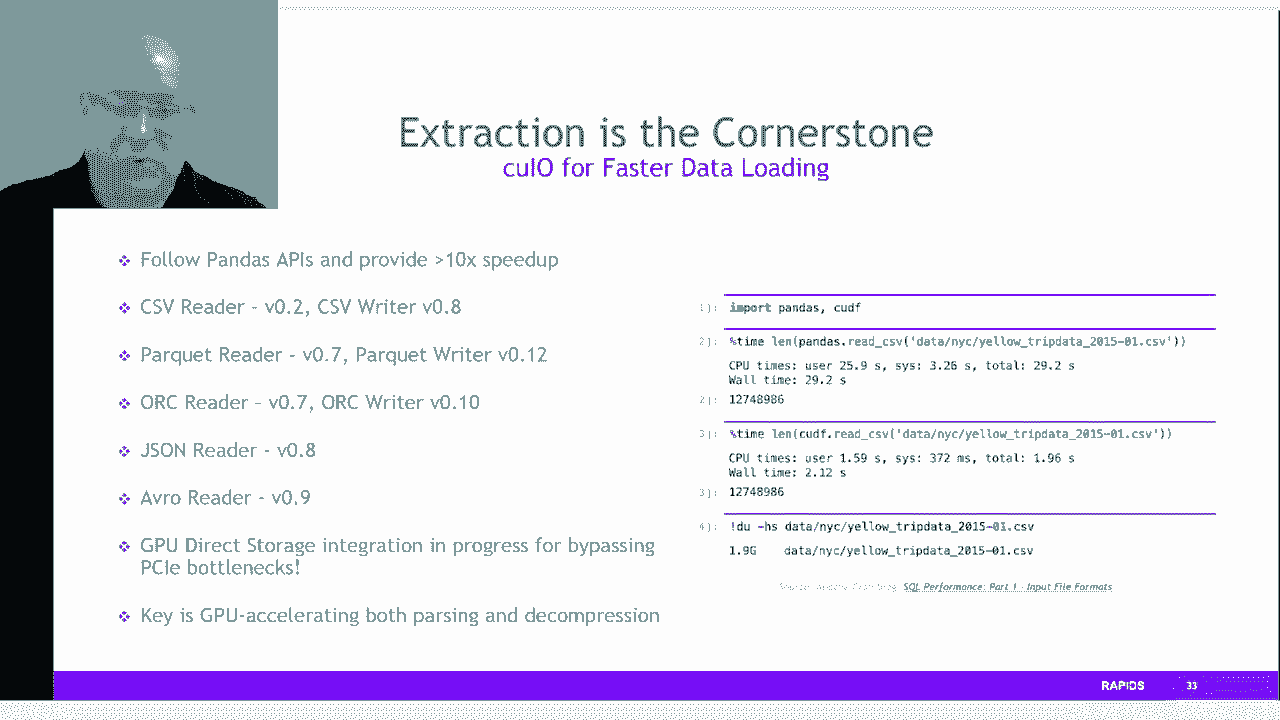 Extraction is the Cornerstone
cuIO for Faster Data Loading
Follow Pandas APIs and provide >10x speedup
CSV Reader - v0.2, CSV Writer v0.8
Parquet Reader - v0.7, Parquet Writer v0.12
ORC Reader – v0.7, ORC Writer v0.10
JSON Reader - v0.8
Avro Reader - v0.9
GPU Direct Storage integration in progress for bypassing
PCIe bottlenecks!
Key is GPU-accelerating both parsing and decompression
1]: import pandas, cudf
2]: %time len(pandas.read_csv('data/nyc/yellow_tripdata_2015-01.csv'))
CPU times: user 25.9 s, sys: 3.26 s, total: 29.2 s
Wall time: 29.2 s
2]: 12748986
3]: %time len(cudf.read_csv('data/nyc/yellow_tripdata_2015-01.csv'))
CPU times: user 1.59 s, sys: 372 ms, total: 1.96 s
Wall time: 2.12 s
3]: 12748986
4]: !du -hs data/nyc/yellow_tripdata_2015-01.csv
1.9G data/nyc/yellow_tripdata_2015-01.csv
Source: SQL Performance: Part 1 - Input File Formats
RAPIDS 33